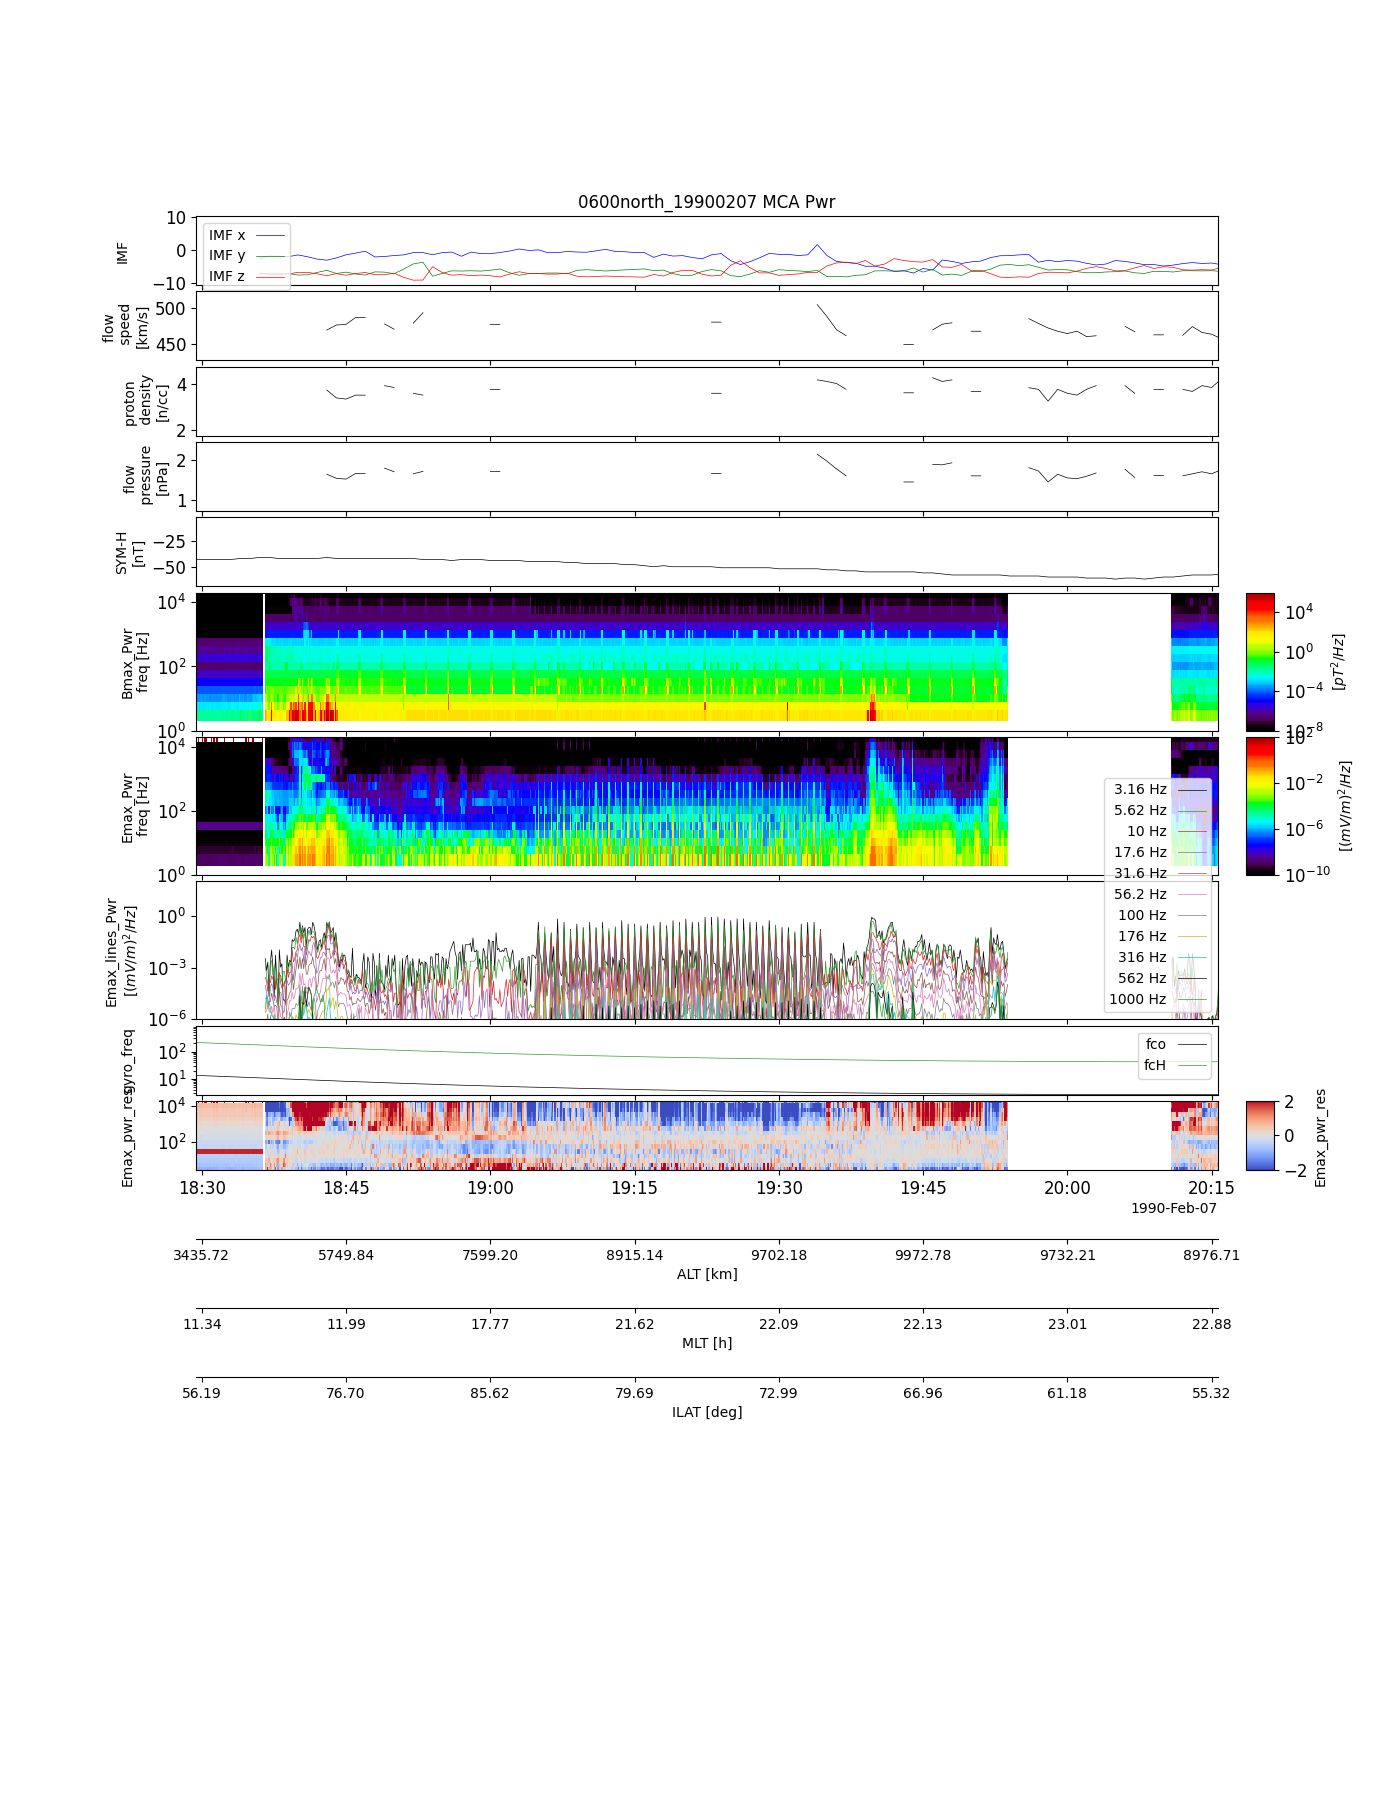 0600north_19900207 MCA Pwr
10
0
−10
IMF
IMF x
IMF y
IMF z
500
450
flow
speed
[km/s]
4
2
proton
density
[n/cc]
2
1
flow
pressure
[nPa]
−25
−50
SYM-H
[nT]
10^4
10^2
10^0
Bmax_Pwr
freq [Hz]
10^4
10^0
10^−4
10^−8
[pT^2/Hz]
10^4
10^2
10^0
Emax_Pwr
freq [Hz]
10^2
10^−2
10^−6
10^−10
[(mV/m)^2/Hz]
3.16 Hz
5.62 Hz
10 Hz
17.6 Hz
31.6 Hz
56.2 Hz
100 Hz
176 Hz
316 Hz
562 Hz
1000 Hz
10^0
10^−3
10^−6
Emax_lines_Pwr
[(mV/m)^2/Hz]
10^2
10^1
gyro_freq
fco
fcH
10^4
10^2
Emax_pwr_res
2
0
−2
Emax_pwr_res
18:30 18:45 19:00 19:15 19:30 19:45 20:00 20:15
1990-Feb-07
3435.72 5749.84 7599.20 8915.14 9702.18 9972.78 9732.21 8976.71
ALT [km]
11.34 11.99 17.77 21.62 22.09 22.13 23.01 22.88
MLT [h]
56.19 76.70 85.62 79.69 72.99 66.96 61.18 55.32
ILAT [deg]